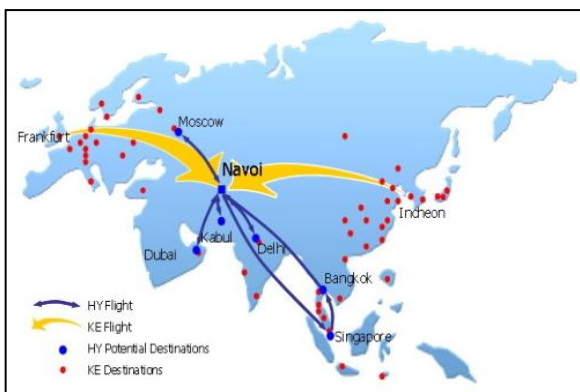 Moscow
Frankfurt
Navoi
Incheon
Kabul
Delhi
Dubai
Bangkok
Singapore
HY Flight
KE Flight
HY Potential Destinations
KE Destinations